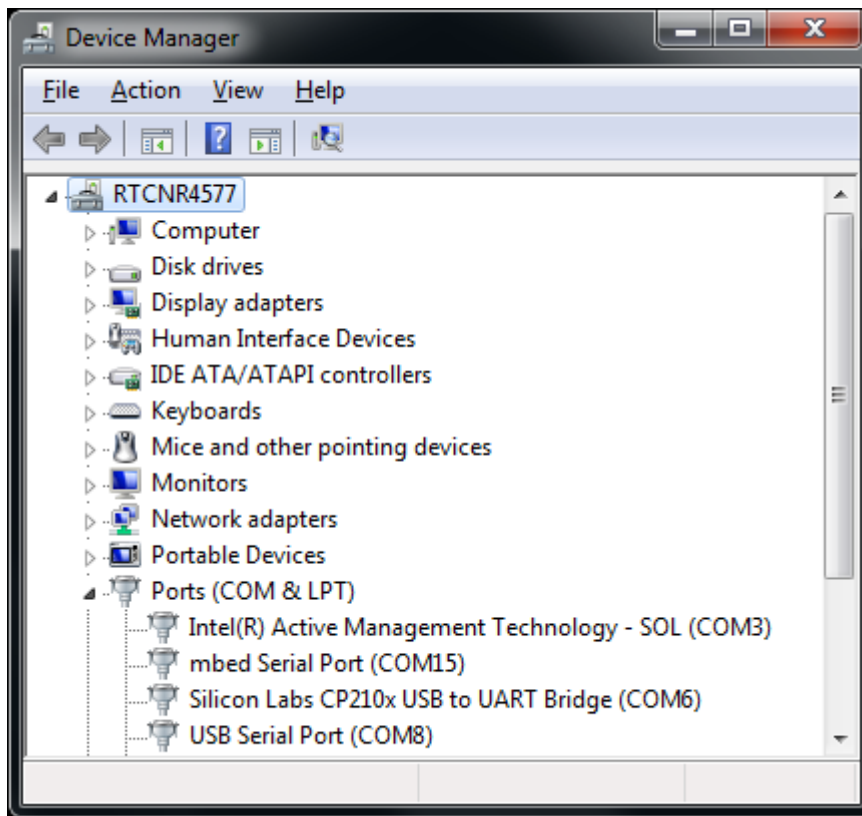 Device Manager
File Action View Help
RTCNR4577
Computer
Disk drives
Display adapters
Human Interface Devices
IDE ATA/ATAPI controllers
Keyboards
Mice and other pointing devices
Monitors
Network adapters
Portable Devices
Ports (COM & LPT)
Intel(R) Active Management Technology - SOL (COM3)
mbed Serial Port (COM15)
Silicon Labs CP210x USB to UART Bridge (COM6)
USB Serial Port (COM8)